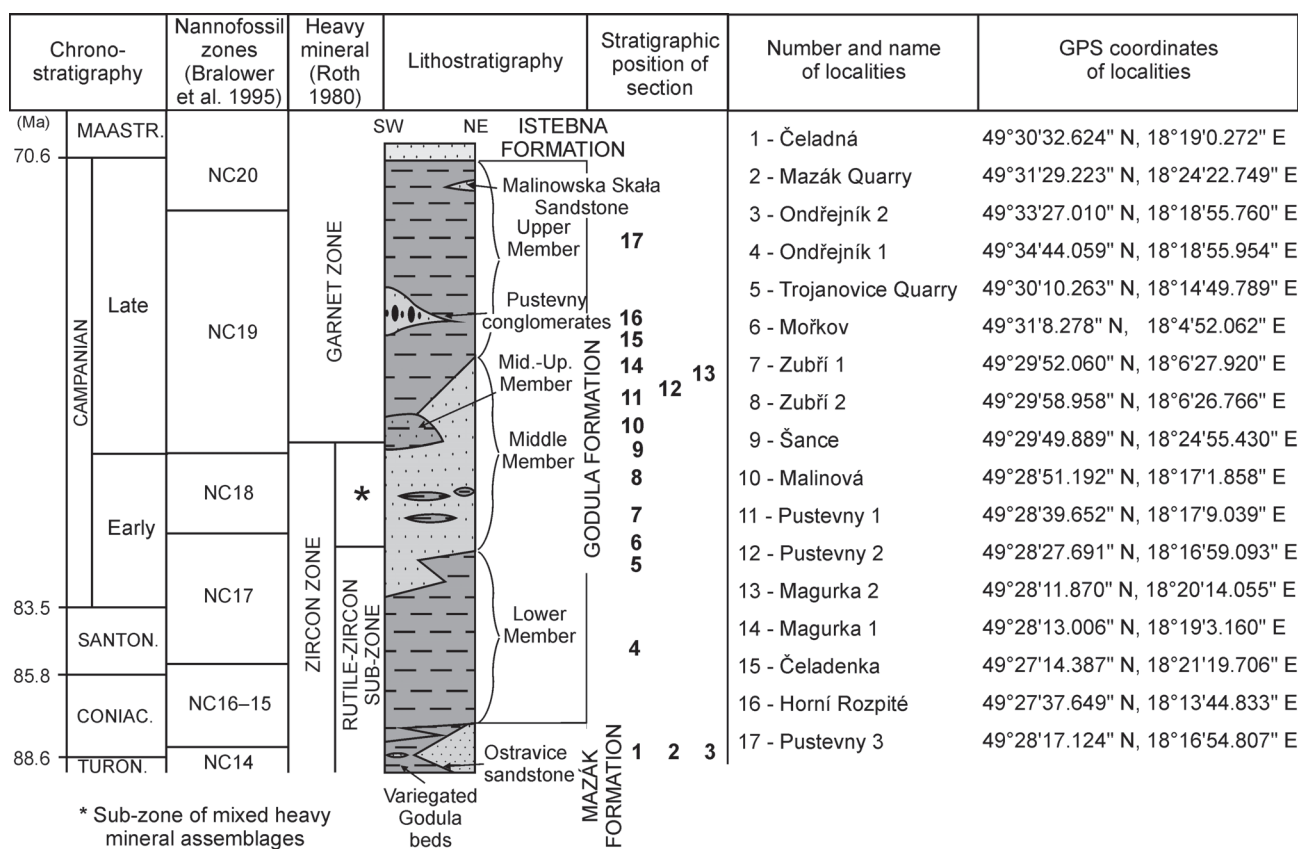 Chrono-
stratigraphy
Nannofossil
zones
(Bralower
et al. 1995)
Heavy
mineral
(Roth
1980)
Lithostratigraphy
Stratigraphic
position of
section
Number and name
of localities
GPS coordinates
of localities
(Ma)
MAASTR.
70.6
CAMPANIAN
Late
Early
83.5
SANTON.
85.8
CONIAC.
88.6
TURON.
NC20
NC19
NC18
NC17
NC16–15
NC14
GARNET ZONE
ZIRCON ZONE
*
RUTILE-ZIRCON
SUB-ZONE
SW NE
ISTEBNA
FORMATION
Malinowska Skała
Sandstone
Upper
Member
Pustevny
conglomerates
Mid.-Up.
Member
Middle
Member
Lower
Member
Ostravice
sandstone
Variegated
Godula
beds
GODULA FORMATION
MAZÁK
FORMATION
17
16
15
14
13
12
11
10
9
8
7
6
5
4
1 2 3
1 - Čeladná 49°30'32.624" N, 18°19'0.272" E
2 - Mazák Quarry 49°31'29.223" N, 18°24'22.749" E
3 - Ondřejník 2 49°33'27.010" N, 18°18'55.760" E
4 - Ondřejník 1 49°34'44.059" N, 18°18'55.954" E
5 - Trojanovice Quarry 49°30'10.263" N, 18°14'49.789" E
6 - Mořkov 49°31'8.278" N, 18°4'52.062" E
7 - Zubří 1 49°29'52.060" N, 18°6'27.920" E
8 - Zubří 2 49°29'58.958" N, 18°6'26.766" E
9 - Šance 49°29'49.889" N, 18°24'55.430" E
10 - Malinová 49°28'51.192" N, 18°17'1.858" E
11 - Pustevny 1 49°28'39.652" N, 18°17'9.039" E
12 - Pustevny 2 49°28'27.691" N, 18°16'59.093" E
13 - Magurka 2 49°28'11.870" N, 18°20'14.055" E
14 - Magurka 1 49°28'13.006" N, 18°19'3.160" E
15 - Čeladenka 49°27'14.387" N, 18°21'19.706" E
16 - Horní Rozpité 49°27'37.649" N, 18°13'44.833" E
17 - Pustevny 3 49°28'17.124" N, 18°16'54.807" E
* Sub-zone of mixed heavy
mineral assemblages